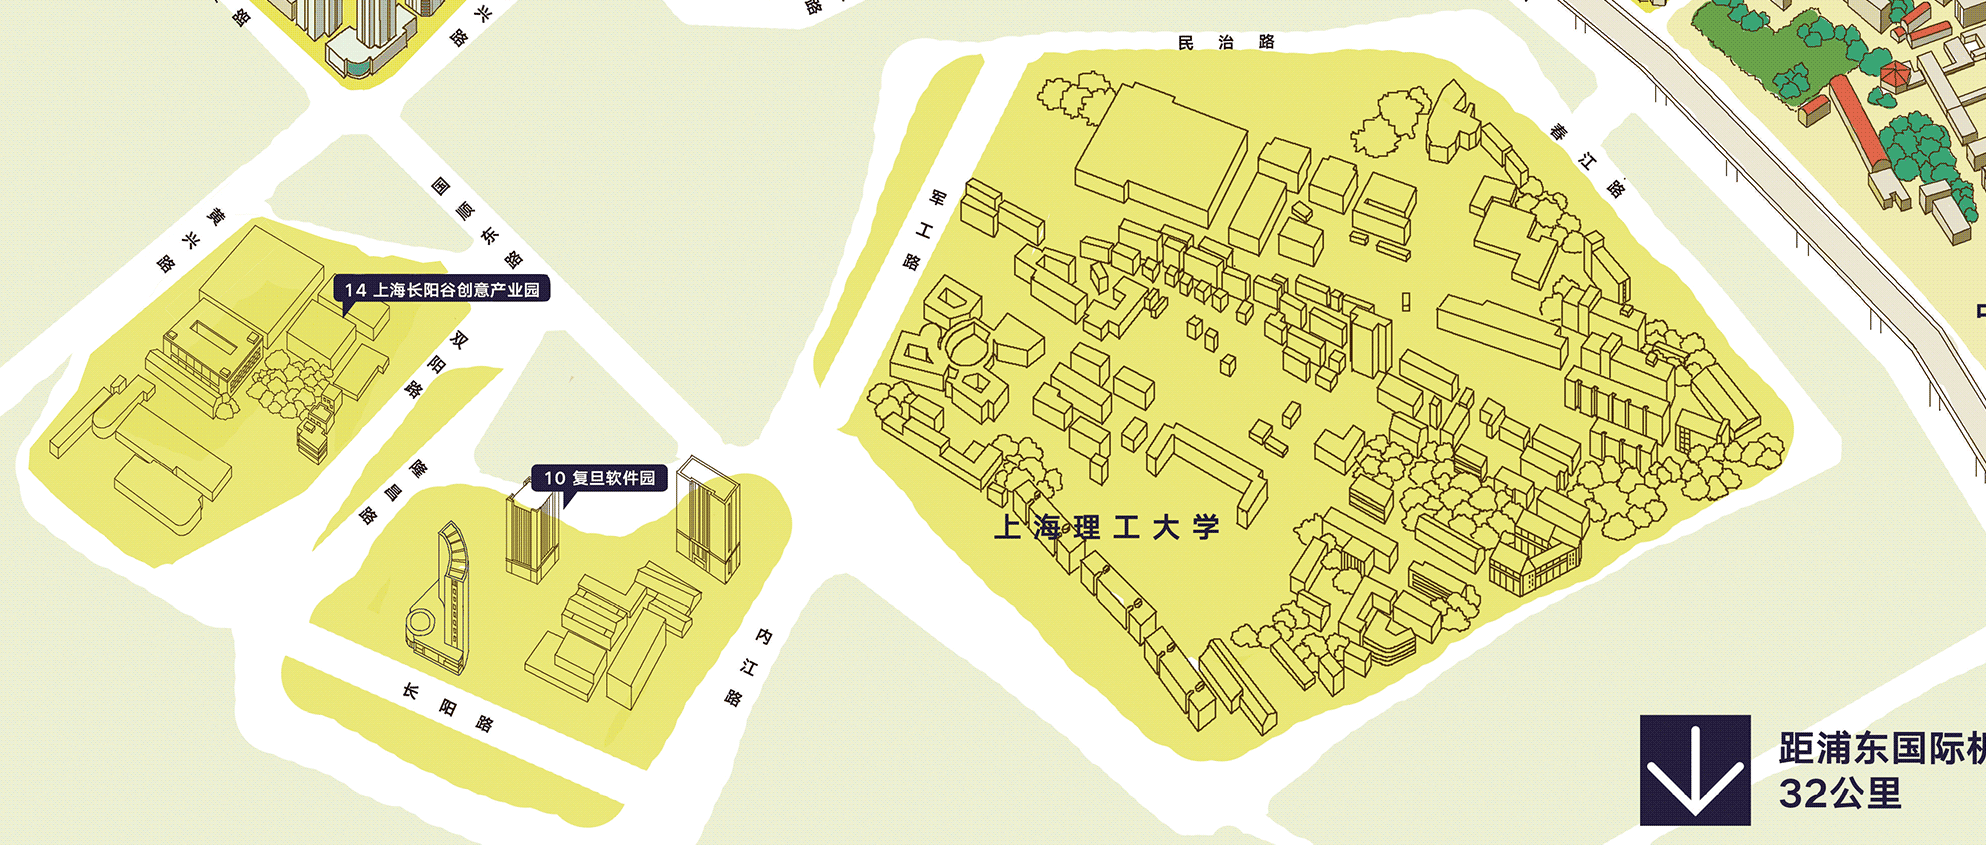 兴路
路
路
民治路
春江路
国顺东路
黄兴路
军工路
14 上海长阳谷创意产业园
双阳路
隆昌路
10 复旦软件园
上海理工大学
内江路
长阳路
距浦东国际机
32公里